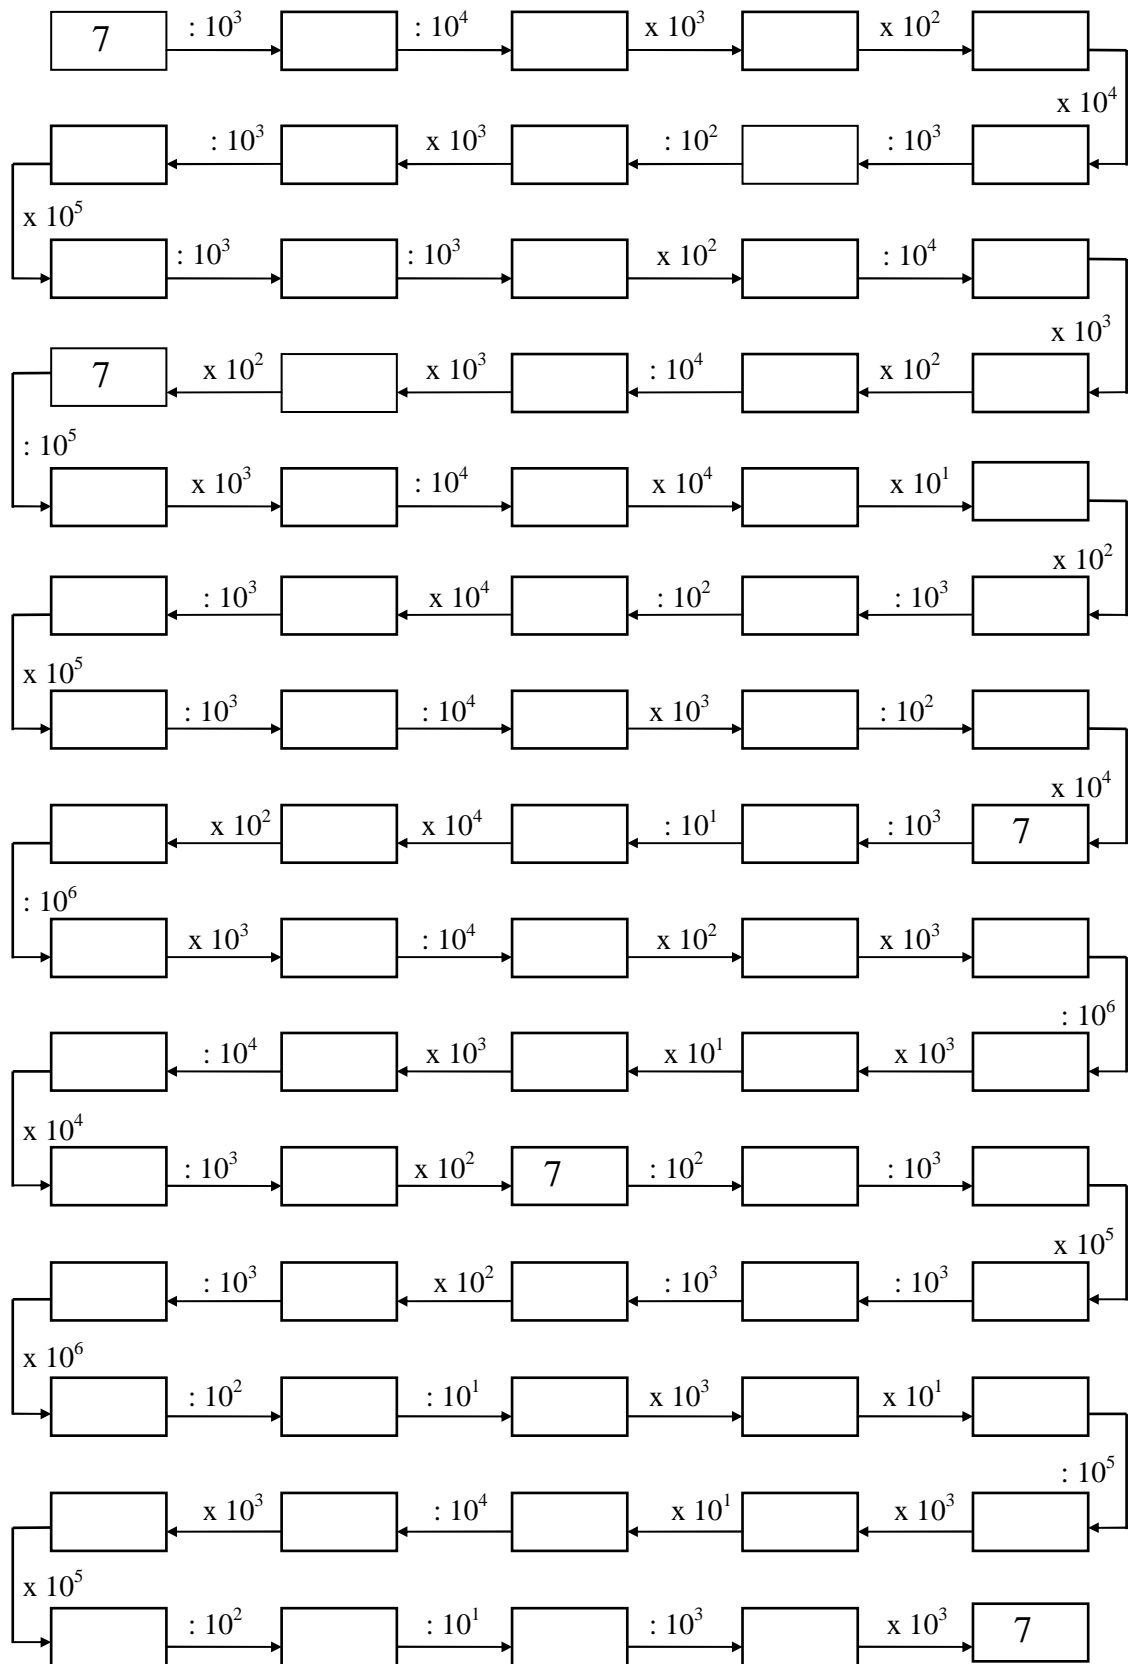 7 : 10³ : 10⁴ x 10³ x 10²
x 10⁴
: 10³ x 10³ : 10² : 10³
x 10⁵
: 10³ : 10³ x 10² : 10⁴
x 10³
7 x 10² x 10³ : 10⁴ x 10²
: 10⁵
x 10³ : 10⁴ x 10⁴ x 10¹
x 10²
: 10³ x 10⁴ : 10² : 10³
x 10⁵
: 10³ : 10⁴ x 10³ : 10²
x 10⁴
x 10² x 10⁴ : 10¹ : 10³ 7
: 10⁶
x 10³ : 10⁴ x 10² x 10³
: 10⁶
: 10⁴ x 10³ x 10¹ x 10³
x 10⁴
: 10³ x 10² 7 : 10² : 10³
x 10⁵
: 10³ x 10² : 10³ : 10³
x 10⁶
: 10² : 10¹ x 10³ x 10¹
: 10⁵
x 10³ : 10⁴ x 10¹ x 10³
x 10⁵
: 10² : 10¹ : 10³ x 10³ 7